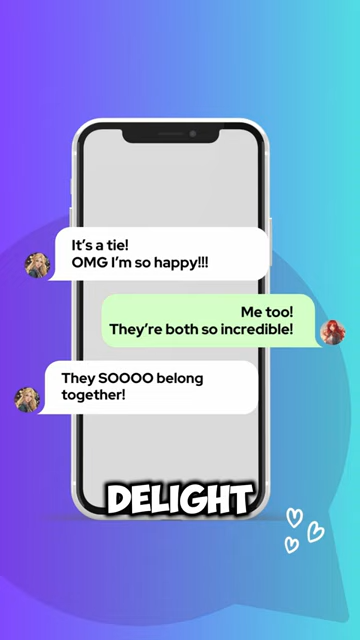 It's a tie!
OMG I'm so happy!!!
Me too!
They're both so incredible!
They SOOOO belong
together!
DELIGHT